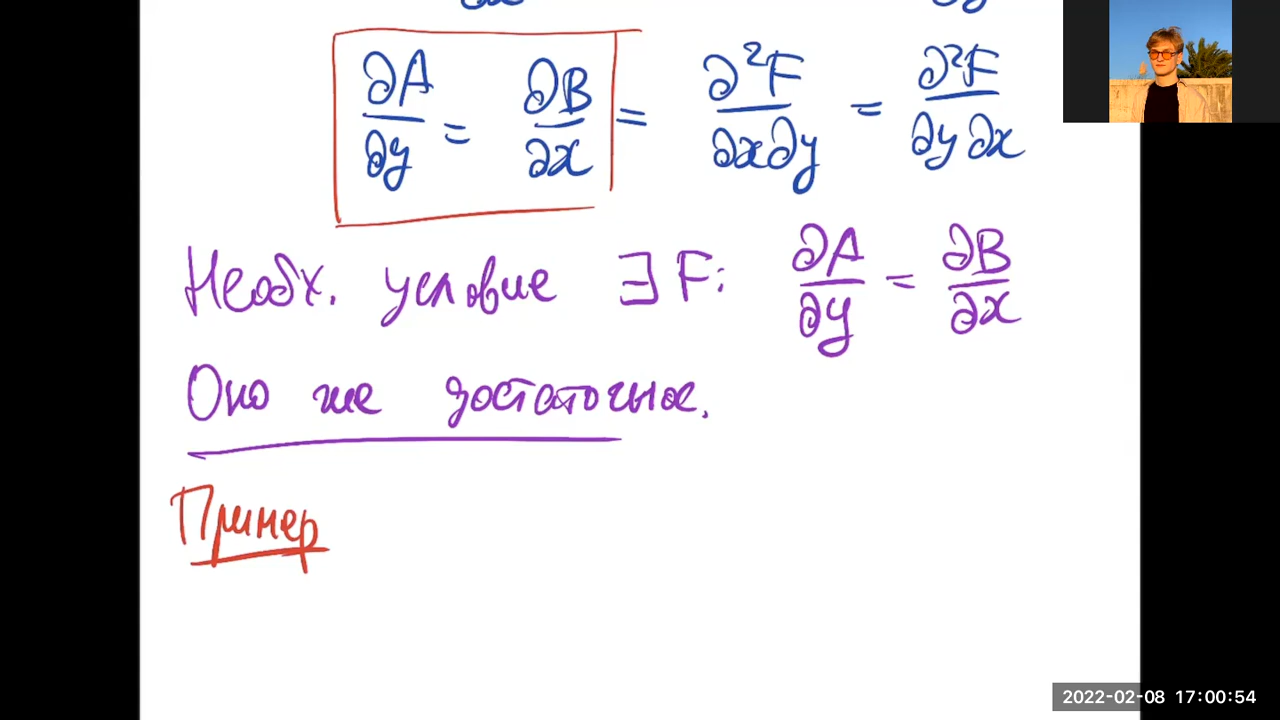 ∂A/∂y = ∂B/∂x = ∂²F/∂x∂y = ∂²F/∂y∂x
Необх. условие ∃ F: ∂A/∂y = ∂B/∂x
Оно же достаточное.
Пример
2022-02-08 17:00:54